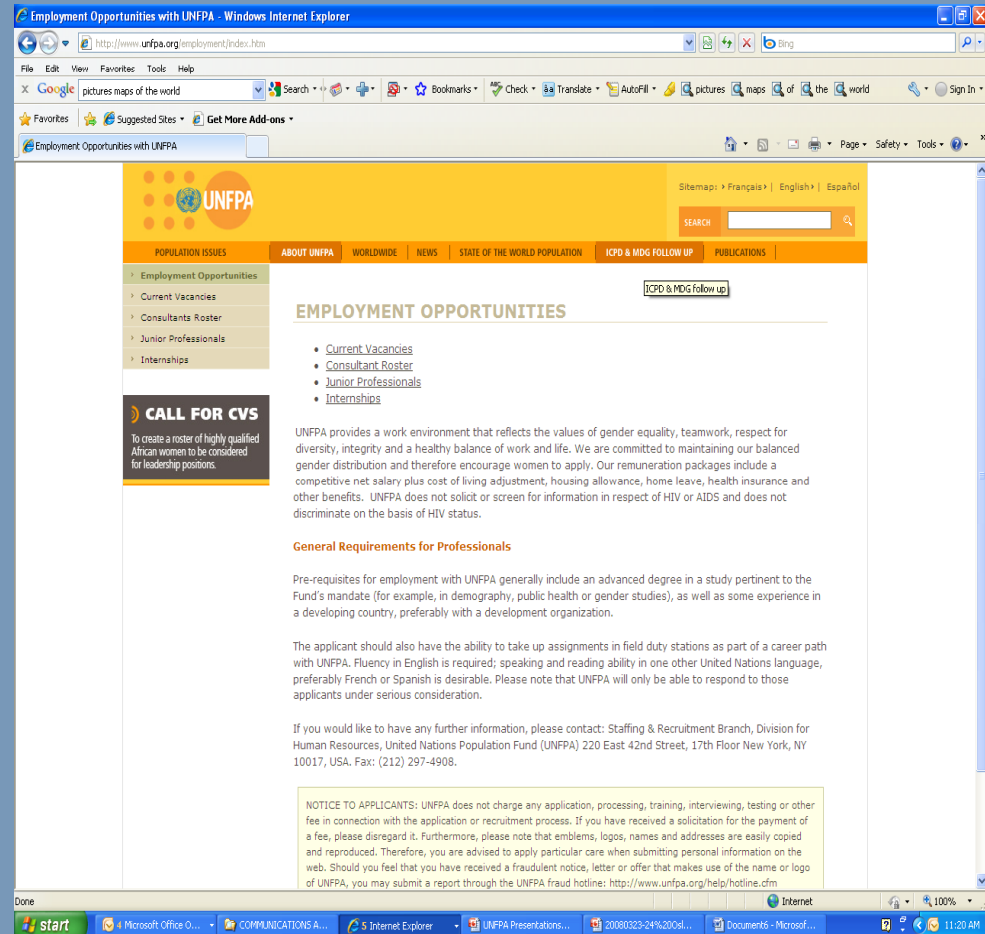 Employment Opportunities with UNFPA - Windows Internet Explorer
http://www.unfpa.org/employment/index.htm
Bing
File Edit View Favorites Tools Help
x Google pictures maps of the world Search Bookmarks Check Translate AutoFill pictures maps of the world Sign In
Favorites Suggested Sites Get More Add-ons
Employment Opportunities with UNFPA Page Safety Tools
UNFPA
Sitemap: Français | English | Español
SEARCH
POPULATION ISSUES ABOUT UNFPA WORLDWIDE NEWS STATE OF THE WORLD POPULATION ICPD & MDG FOLLOW UP PUBLICATIONS
ICPD & MDG follow up
Employment Opportunities
Current Vacancies
Consultants Roster
Junior Professionals
Internships
CALL FOR CVS
To create a roster of highly qualified
African women to be considered
for leadership positions.
EMPLOYMENT OPPORTUNITIES
• Current Vacancies
• Consultant Roster
• Junior Professionals
• Internships
UNFPA provides a work environment that reflects the values of gender equality, teamwork, respect for
diversity, integrity and a healthy balance of work and life. We are committed to maintaining our balanced
gender distribution and therefore encourage women to apply. Our remuneration packages include a
competitive net salary plus cost of living adjustment, housing allowance, home leave, health insurance and
other benefits. UNFPA does not solicit or screen for information in respect of HIV or AIDS and does not
discriminate on the basis of HIV status.
General Requirements for Professionals
Pre-requisites for employment with UNFPA generally include an advanced degree in a study pertinent to the
Fund's mandate (for example, in demography, public health or gender studies), as well as some experience in
a developing country, preferably with a development organization.
The applicant should also have the ability to take up assignments in field duty stations as part of a career path
with UNFPA. Fluency in English is required; speaking and reading ability in one other United Nations language,
preferably French or Spanish is desirable. Please note that UNFPA will only be able to respond to those
applicants under serious consideration.
If you would like to have any further information, please contact: Staffing & Recruitment Branch, Division for
Human Resources, United Nations Population Fund (UNFPA) 220 East 42nd Street, 17th Floor New York, NY
10017, USA. Fax: (212) 297-4908.
NOTICE TO APPLICANTS: UNFPA does not charge any application, processing, training, interviewing, testing or other
fee in connection with the application or recruitment process. If you have received a solicitation for the payment of
a fee, please disregard it. Furthermore, please note that emblems, logos, names and addresses are easily copied
and reproduced. Therefore, you are advised to apply particular care when submitting personal information on the
web. Should you feel that you have received a fraudulent notice, letter or offer that makes use of the name or logo
of UNFPA, you may submit a report through the UNFPA fraud hotline: http://www.unfpa.org/help/hotline.cfm
Done Internet 100%
start 4 Microsoft Office O... COMMUNICATIONS A... 5 Internet Explorer UNFPA Presentations... 20080323-24%20Osl... Document6 - Microsof... 11:20 AM